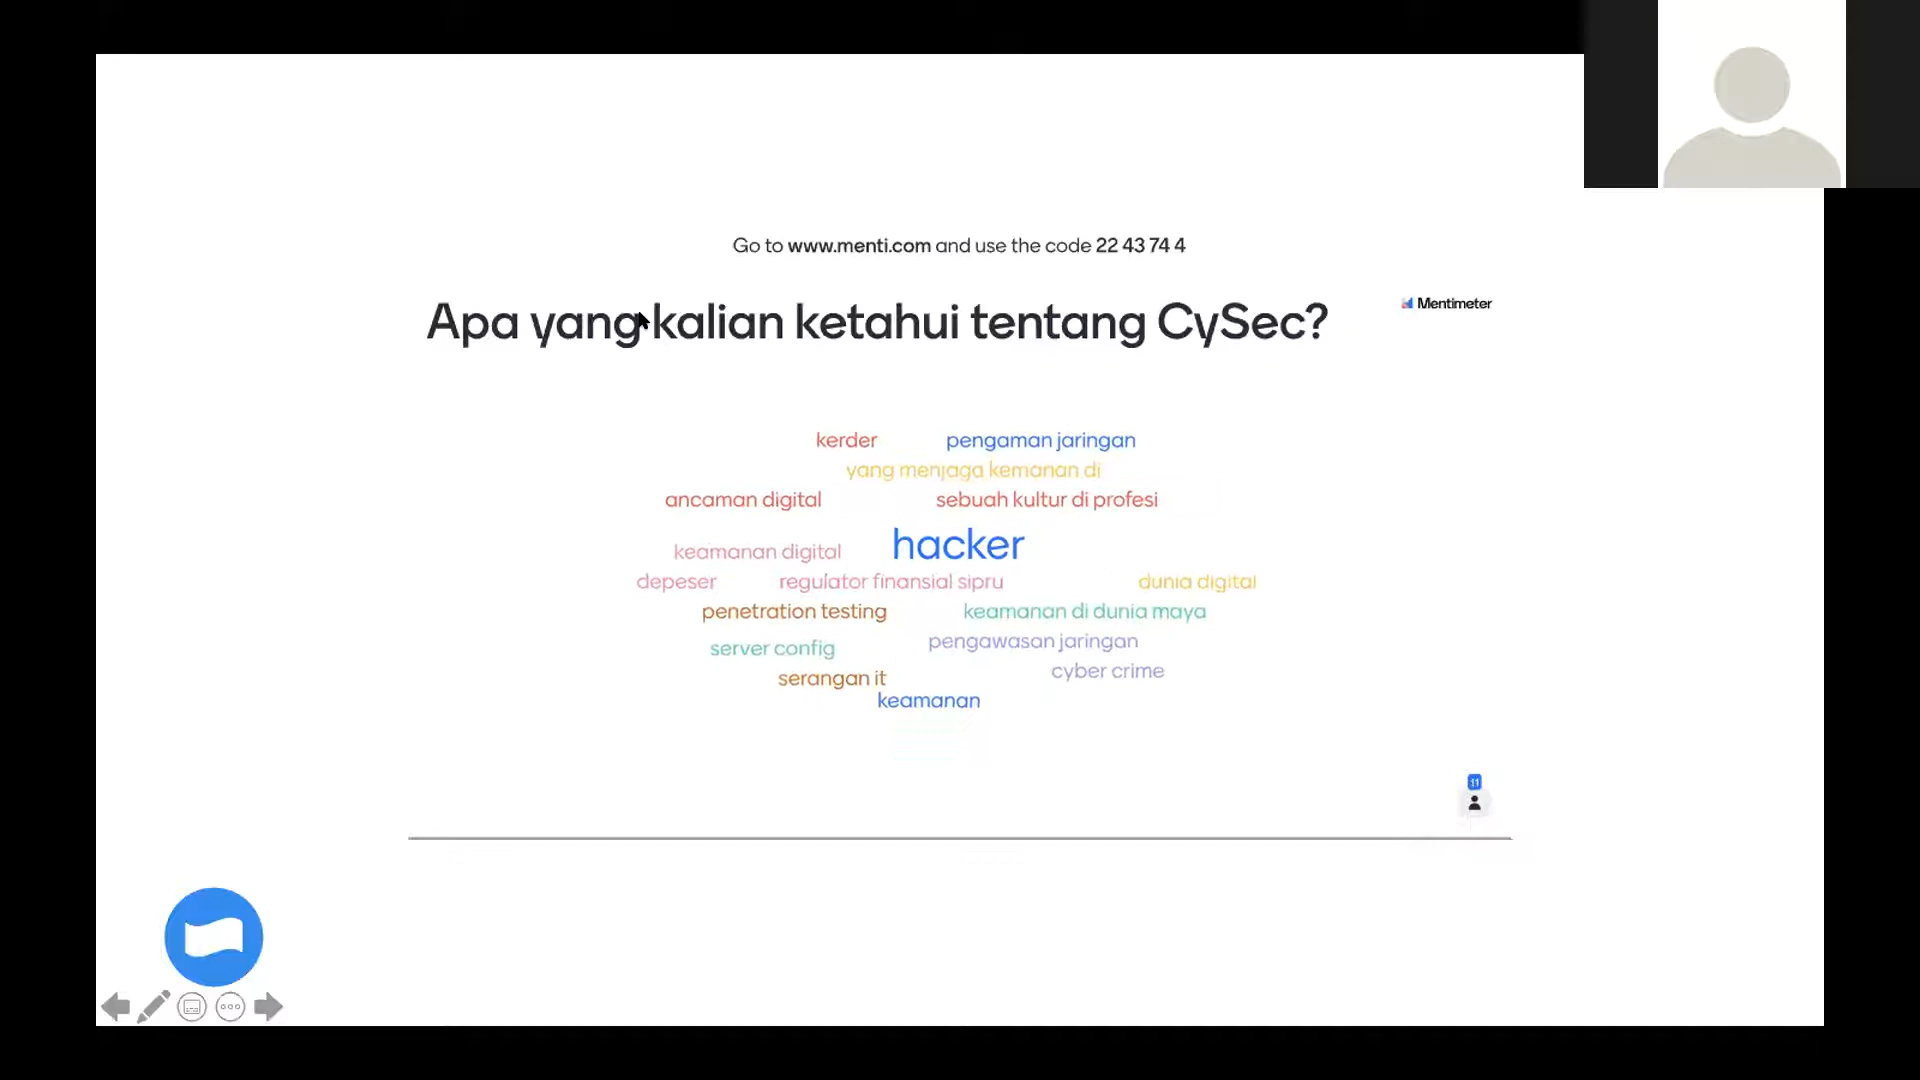 Go to www.menti.com and use the code 22 43 74 4
Apa yang kalian ketahui tentang CySec?
Mentimeter
kerder
pengaman jaringan
yang menjaga kemanan di
ancaman digital
sebuah kultur di profesi
hacker
keamanan digital
depeser
regulator finansial sipru
dunia digital
penetration testing
keamanan di dunia maya
pengawasan jaringan
server config
cyber crime
serangan it
keamanan
11